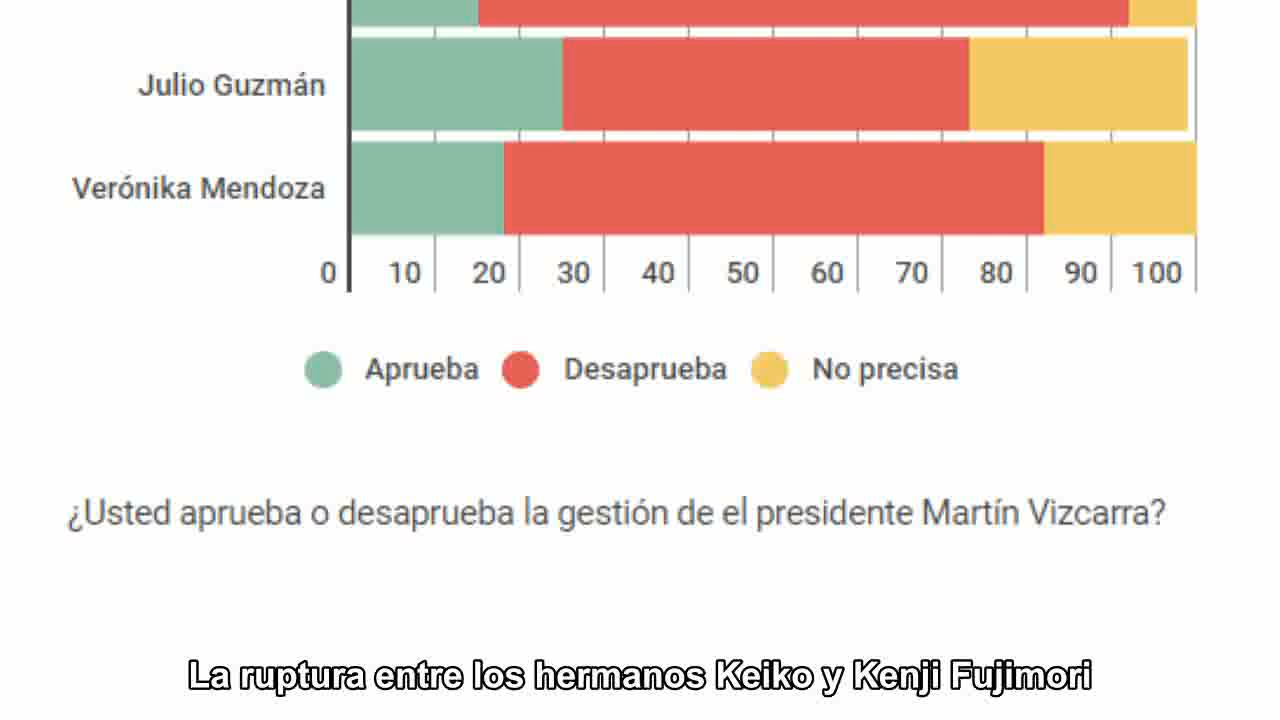 Julio Guzmán
Verónika Mendoza
0 10 20 30 40 50 60 70 80 90 100
Aprueba Desaprueba No precisa
¿Usted aprueba o desaprueba la gestión de el presidente Martín Vizcarra?
La ruptura entre los hermanos Keiko y Kenji Fujimori